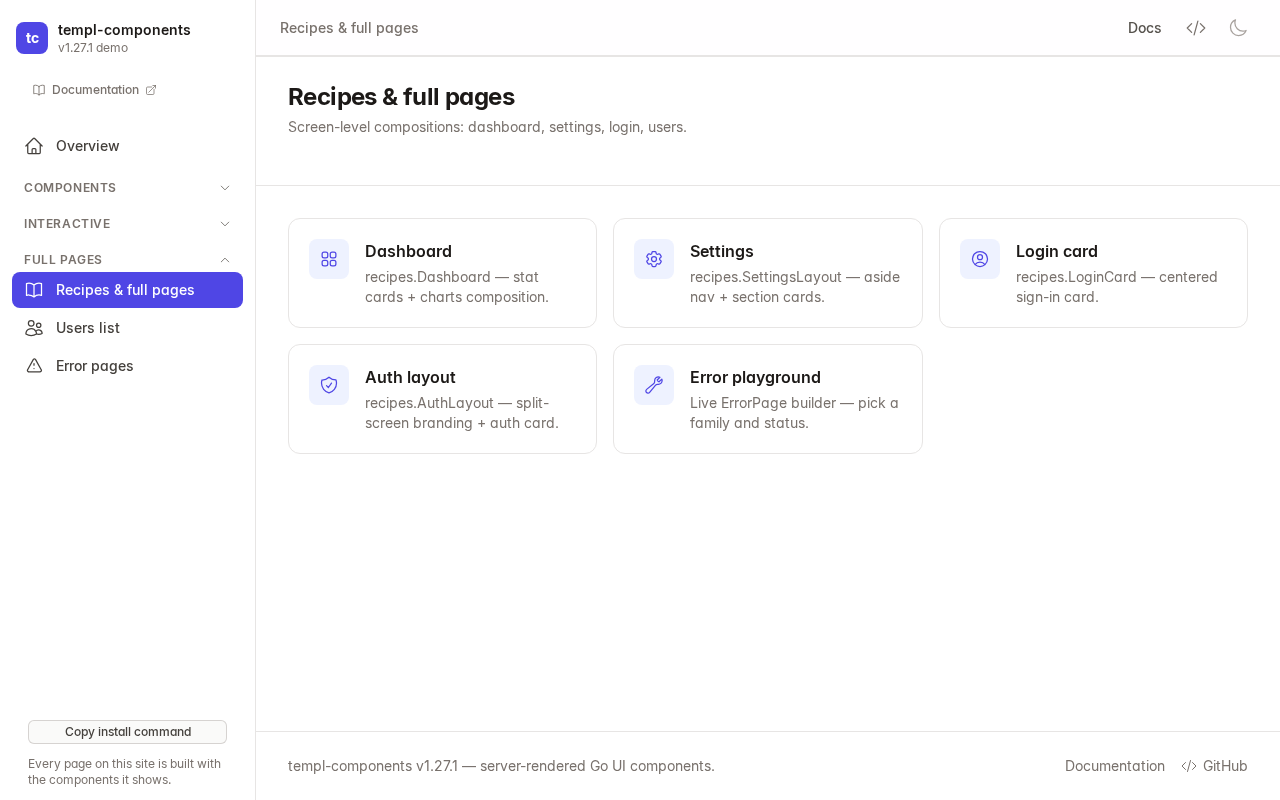 tc
templ-components
v1.27.1 demo
Documentation
Overview
COMPONENTS
INTERACTIVE
FULL PAGES
Recipes & full pages
Users list
Error pages
Copy install command
Every page on this site is built with
the components it shows.
Recipes & full pages
Docs
Recipes & full pages
Screen-level compositions: dashboard, settings, login, users.
Dashboard
recipes.Dashboard — stat
cards + charts composition.
Settings
recipes.SettingsLayout — aside
nav + section cards.
Login card
recipes.LoginCard — centered
sign-in card.
Auth layout
recipes.AuthLayout — split-
screen branding + auth card.
Error playground
Live ErrorPage builder — pick a
family and status.
templ-components v1.27.1 — server-rendered Go UI components.
Documentation
GitHub